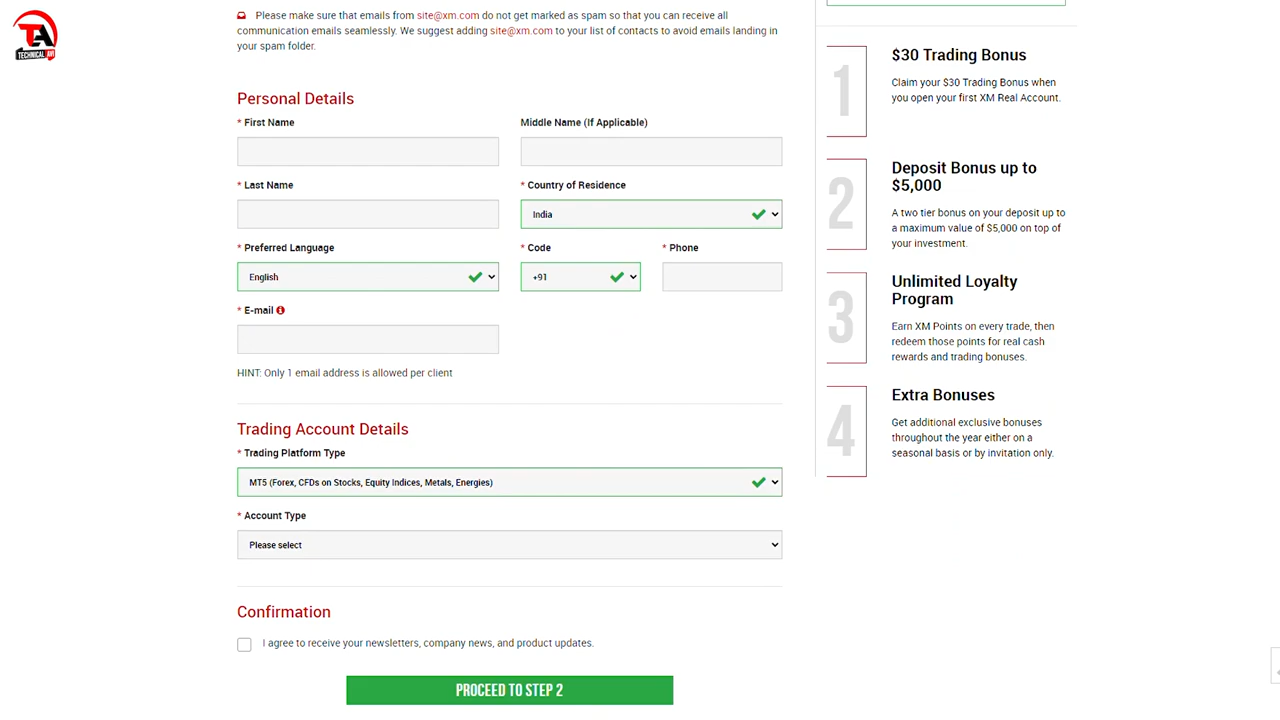 TA
TECHNICAL AVI
Please make sure that emails from site@xm.com do not get marked as spam so that you can receive all
communication emails seamlessly. We suggest adding site@xm.com to your list of contacts to avoid emails landing in
your spam folder.
Personal Details
* First Name
Middle Name (If Applicable)
* Last Name
* Country of Residence
India
* Preferred Language
* Code
* Phone
English
+91
* E-mail
HINT: Only 1 email address is allowed per client
Trading Account Details
* Trading Platform Type
MT5 (Forex, CFDs on Stocks, Equity Indices, Metals, Energies)
* Account Type
Please select
Confirmation
I agree to receive your newsletters, company news, and product updates.
PROCEED TO STEP 2
1
$30 Trading Bonus
Claim your $30 Trading Bonus when
you open your first XM Real Account.
2
Deposit Bonus up to
$5,000
A two tier bonus on your deposit up to
a maximum value of $5,000 on top of
your investment.
3
Unlimited Loyalty
Program
Earn XM Points on every trade, then
redeem those points for real cash
rewards and trading bonuses.
4
Extra Bonuses
Get additional exclusive bonuses
throughout the year either on a
seasonal basis or by invitation only.